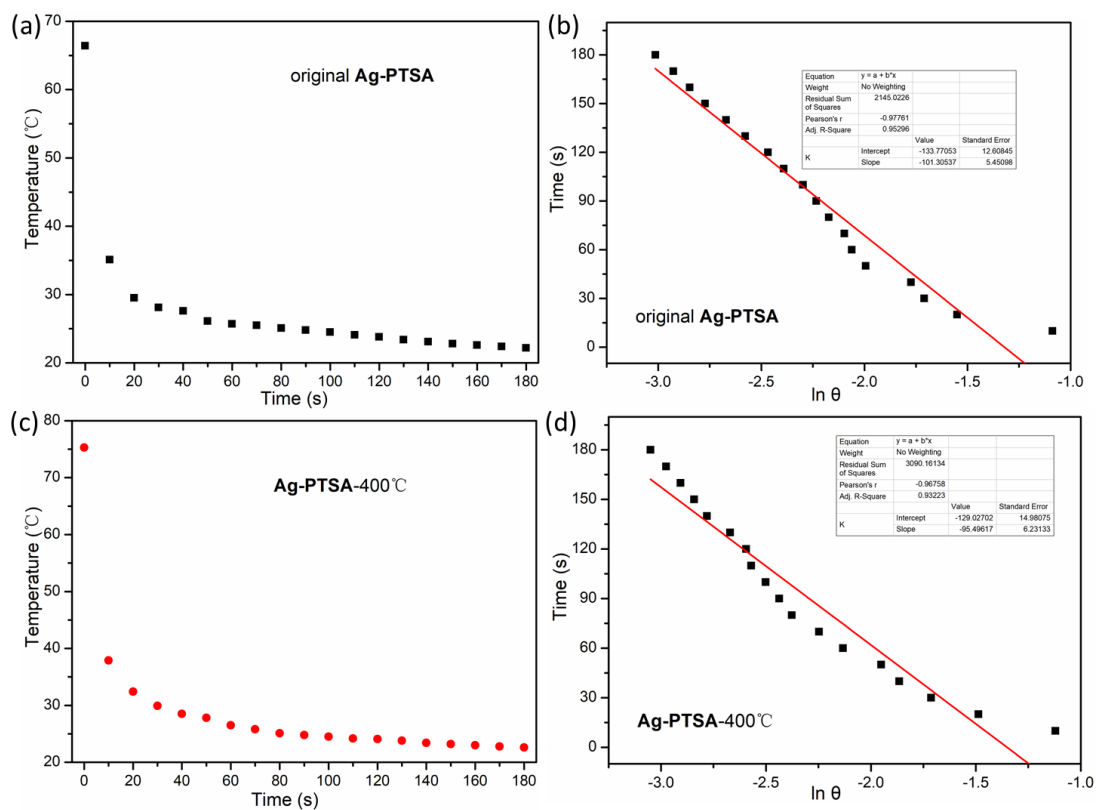 (a)
70
60
50
40
30
20
Temperature (℃)
original Ag-PTSA
0 20 40 60 80 100 120 140 160 180
Time (s)
(b)
180
150
120
90
60
30
0
Time (s)
Equation y = a + b*x
Weight No Weighting
Residual Sum of Squares 2145.0226
Pearson's r -0.97761
Adj. R-Square 0.95296
Value Standard Error
K Intercept -133.77053 12.60845
Slope -101.30537 5.45098
original Ag-PTSA
-3.0 -2.5 -2.0 -1.5 -1.0
ln θ
(c)
80
70
60
50
40
30
20
Temperature (℃)
Ag-PTSA-400℃
0 20 40 60 80 100 120 140 160 180
Time (s)
(d)
180
150
120
90
60
30
0
Time (s)
Equation y = a + b*x
Weight No Weighting
Residual Sum of Squares 3090.16134
Pearson's r -0.96758
Adj. R-Square 0.93223
Value Standard Error
K Intercept -129.02702 14.98075
Slope -95.49617 6.23133
Ag-PTSA-400℃
-3.0 -2.5 -2.0 -1.5 -1.0
ln θ